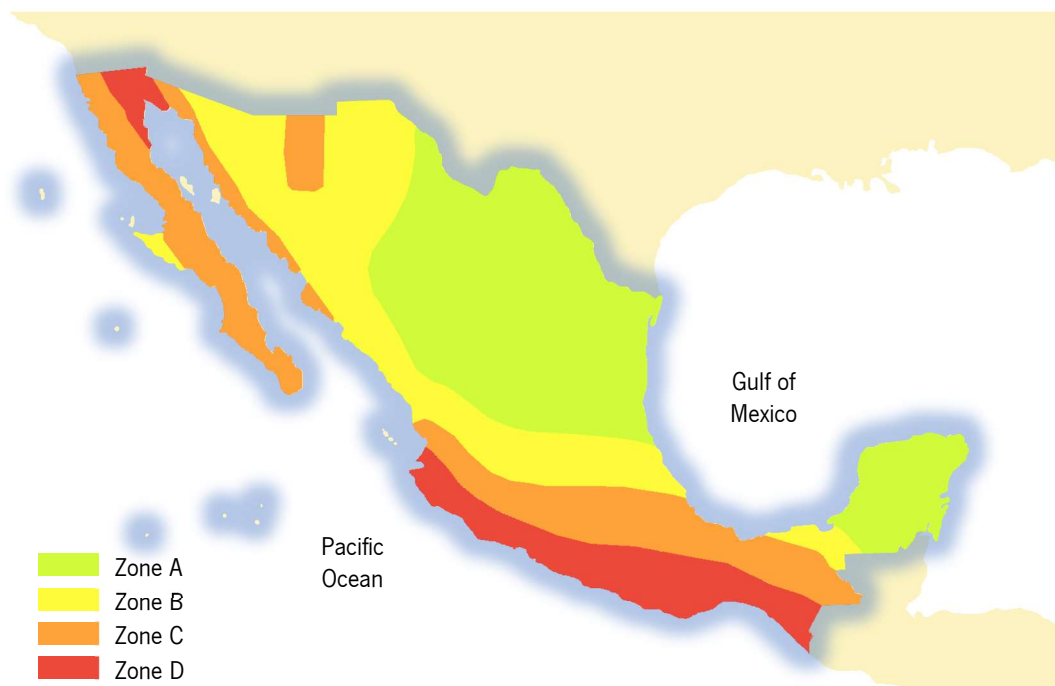 Gulf of
Mexico
Pacific
Ocean
Zone A
Zone B
Zone C
Zone D